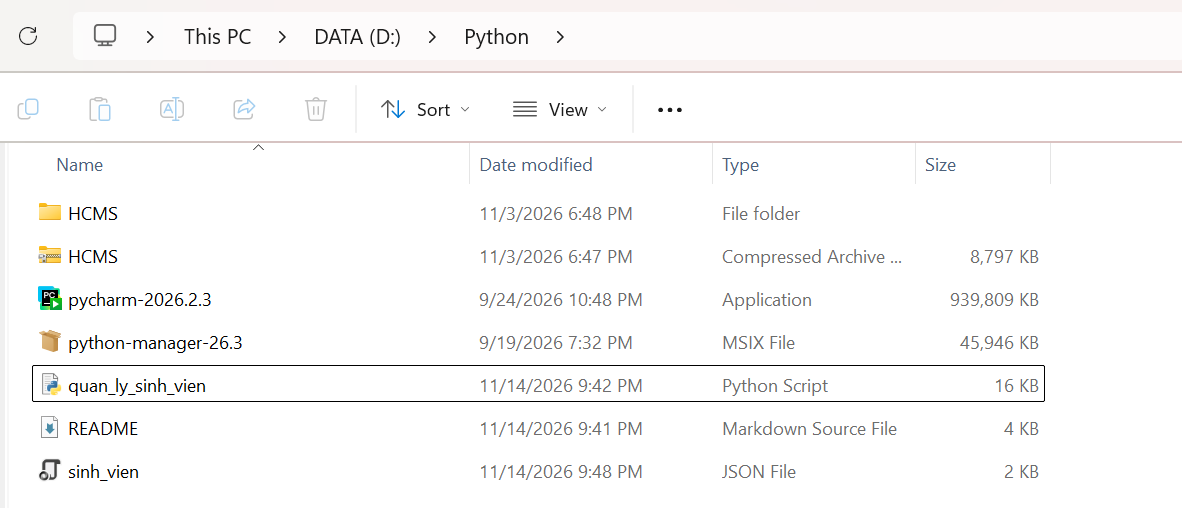 This PC > DATA (D:) > Python >
Sort View •••
Name Date modified Type Size
HCMS 11/3/2026 6:48 PM File folder
HCMS 11/3/2026 6:47 PM Compressed Archive ... 8,797 KB
PC pycharm-2026.2.3 9/24/2026 10:48 PM Application 939,809 KB
python-manager-26.3 9/19/2026 7:32 PM MSIX File 45,946 KB
quan_ly_sinh_vien 11/14/2026 9:42 PM Python Script 16 KB
README 11/14/2026 9:41 PM Markdown Source File 4 KB
sinh_vien 11/14/2026 9:48 PM JSON File 2 KB